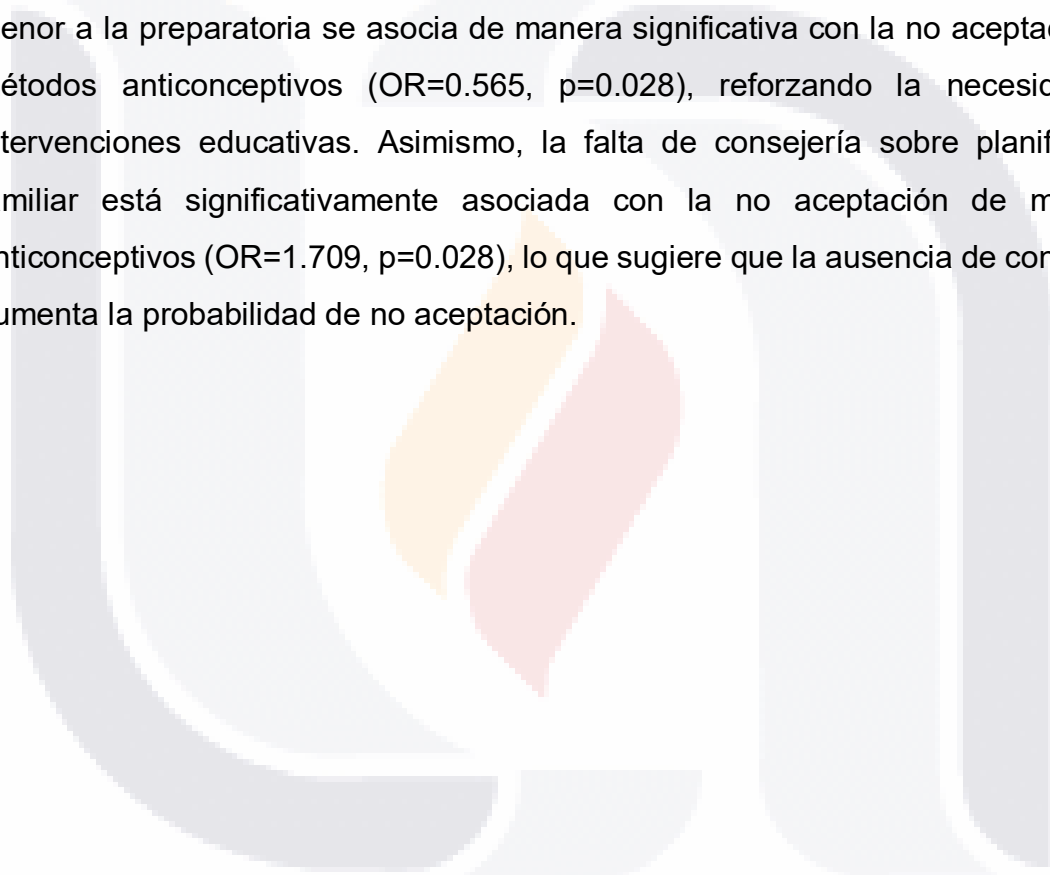 enor a la preparatoria se asocia de manera significativa con la no acepta
étodos anticonceptivos (OR=0.565, p=0.028), reforzando la necesid
tervenciones educativas. Asimismo, la falta de consejería sobre planif
miliar está significativamente asociada con la no aceptación de m
nticonceptivos (OR=1.709, p=0.028), lo que sugiere que la ausencia de con
umenta la probabilidad de no aceptación.